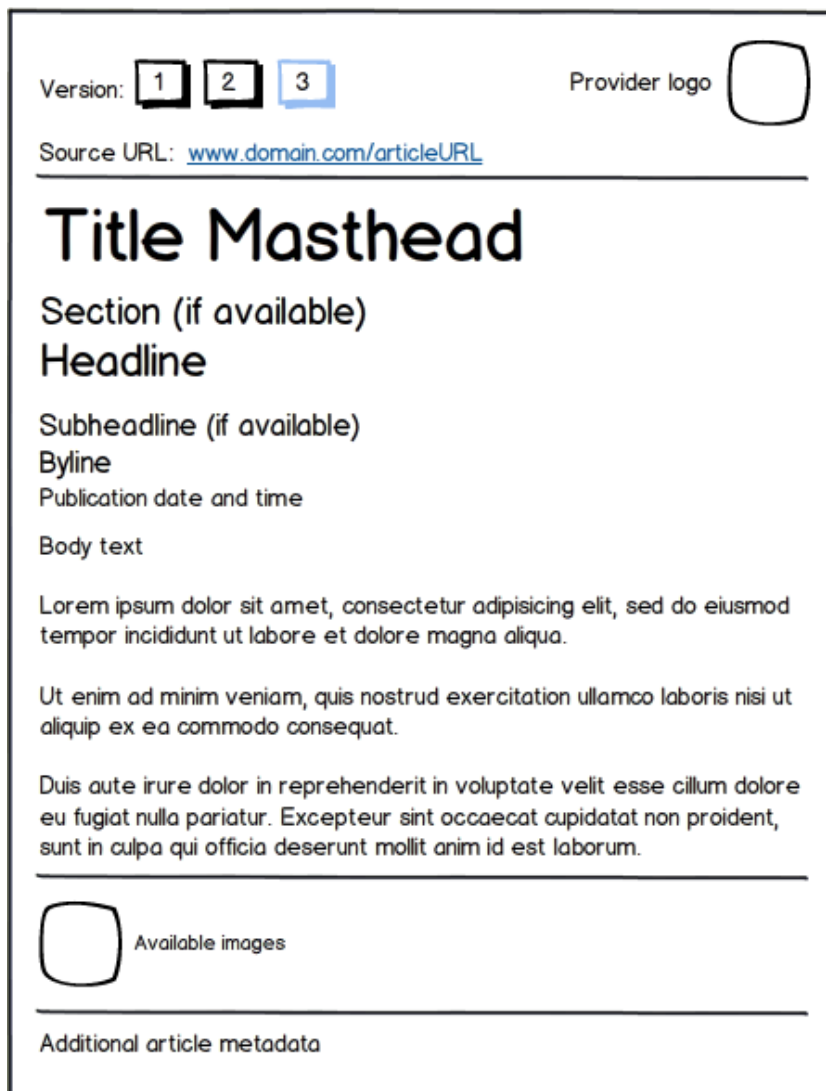 Version: 1 2 3 Provider logo
Source URL: www.domain.com/articleURL
Title Masthead
Section (if available)
Headline
Subheadline (if available)
Byline
Publication date and time
Body text
Lorem ipsum dolor sit amet, consectetur adipisicing elit, sed do eiusmod
tempor incididunt ut labore et dolore magna aliqua.
Ut enim ad minim veniam, quis nostrud exercitation ullamco laboris nisi ut
aliquip ex ea commodo consequat.
Duis aute irure dolor in reprehenderit in voluptate velit esse cillum dolore
eu fugiat nulla pariatur. Excepteur sint occaecat cupidatat non proident,
sunt in culpa qui officia deserunt mollit anim id est laborum.
Available images
Additional article metadata